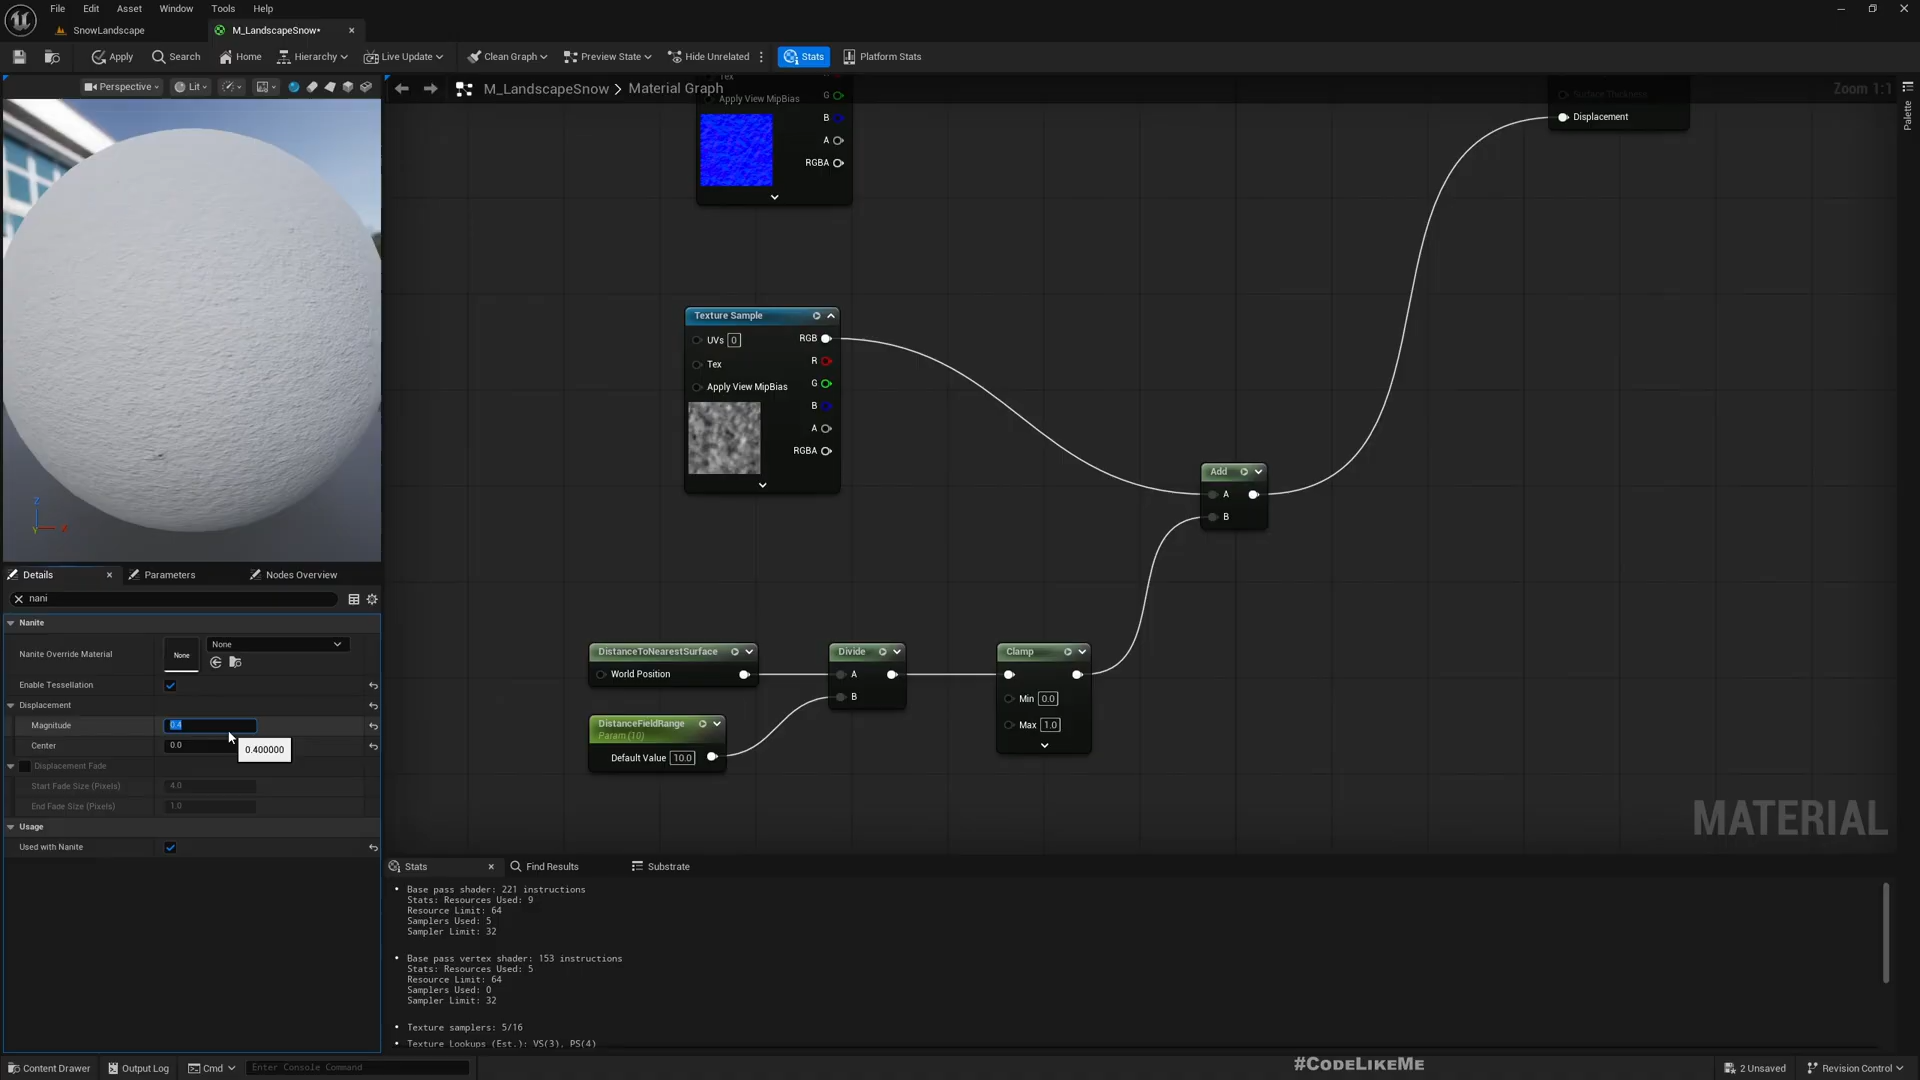 File Edit Asset Window Tools Help
SnowLandscape
M_LandscapeSnow*
Apply Search Home Hierarchy Live Update Clean Graph Preview State Hide Unrelated Stats Platform Stats
Perspective Lit
M_LandscapeSnow > Material Graph
Zoom 1:1
Palette
Tex
Apply View MipBias
G
B
A
RGBA
Surface Thickness
Displacement
Texture Sample
UVs 0
Tex
Apply View MipBias
RGB
R
G
B
A
RGBA
Add
A
B
DistanceToNearestSurface
World Position
DistanceFieldRange
Param (10)
Default Value 10.0
Divide
A
B
Clamp
Min 0.0
Max 1.0
MATERIAL
Z
Details
Parameters
Nodes Overview
nani
Nanite
Nanite Override Material
None
None
Enable Tessellation
Displacement
Magnitude 0.4
Center 0.0
0.400000
Displacement Fade
Start Fade Size (Pixels) 4.0
End Fade Size (Pixels) 1.0
Usage
Used with Nanite
Stats
Find Results
Substrate
• Base pass shader: 221 instructions
Stats: Resources Used: 9
Resource Limit: 64
Samplers Used: 5
Sampler Limit: 32
• Base pass vertex shader: 153 instructions
Stats: Resources Used: 5
Resource Limit: 64
Samplers Used: 0
Sampler Limit: 32
• Texture samplers: 5/16
• Texture Lookups (Est.): VS(3), PS(4)
Content Drawer Output Log Cmd Enter Console Command
#CodeLikeMe
2 Unsaved Revision Control